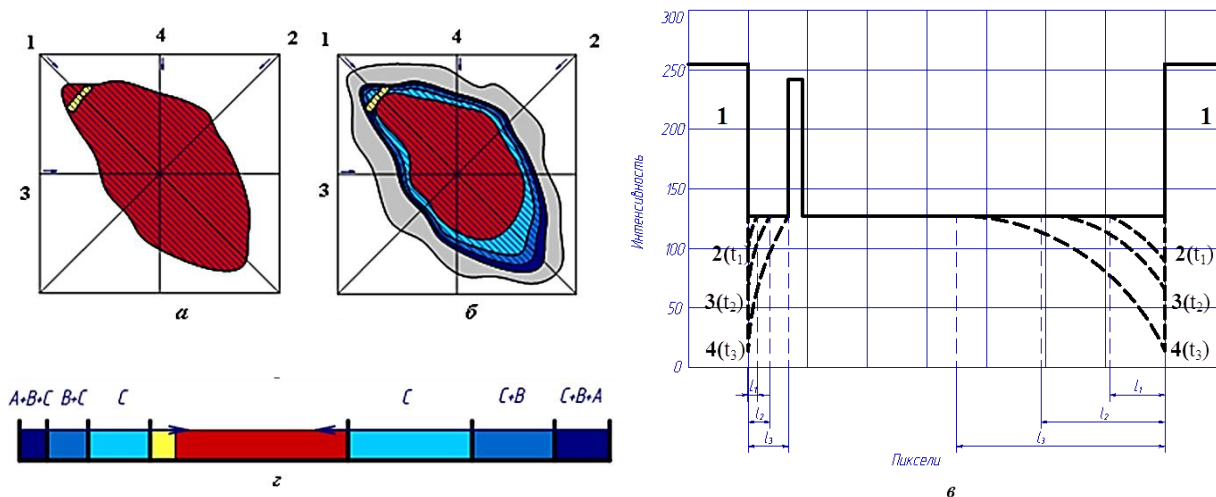 1 4 2
3
а
1 4 2
3
б
A+B+C B+C C C C+B C+B+A
г
300
250
200
150
100
50
0
Интенсивность
1 1
2(t₁) 2(t₁)
3(t₂) 3(t₂)
4(t₃) 4(t₃)
l₁ l₁
l₂ l₂
l₃ l₃
Пиксели
в